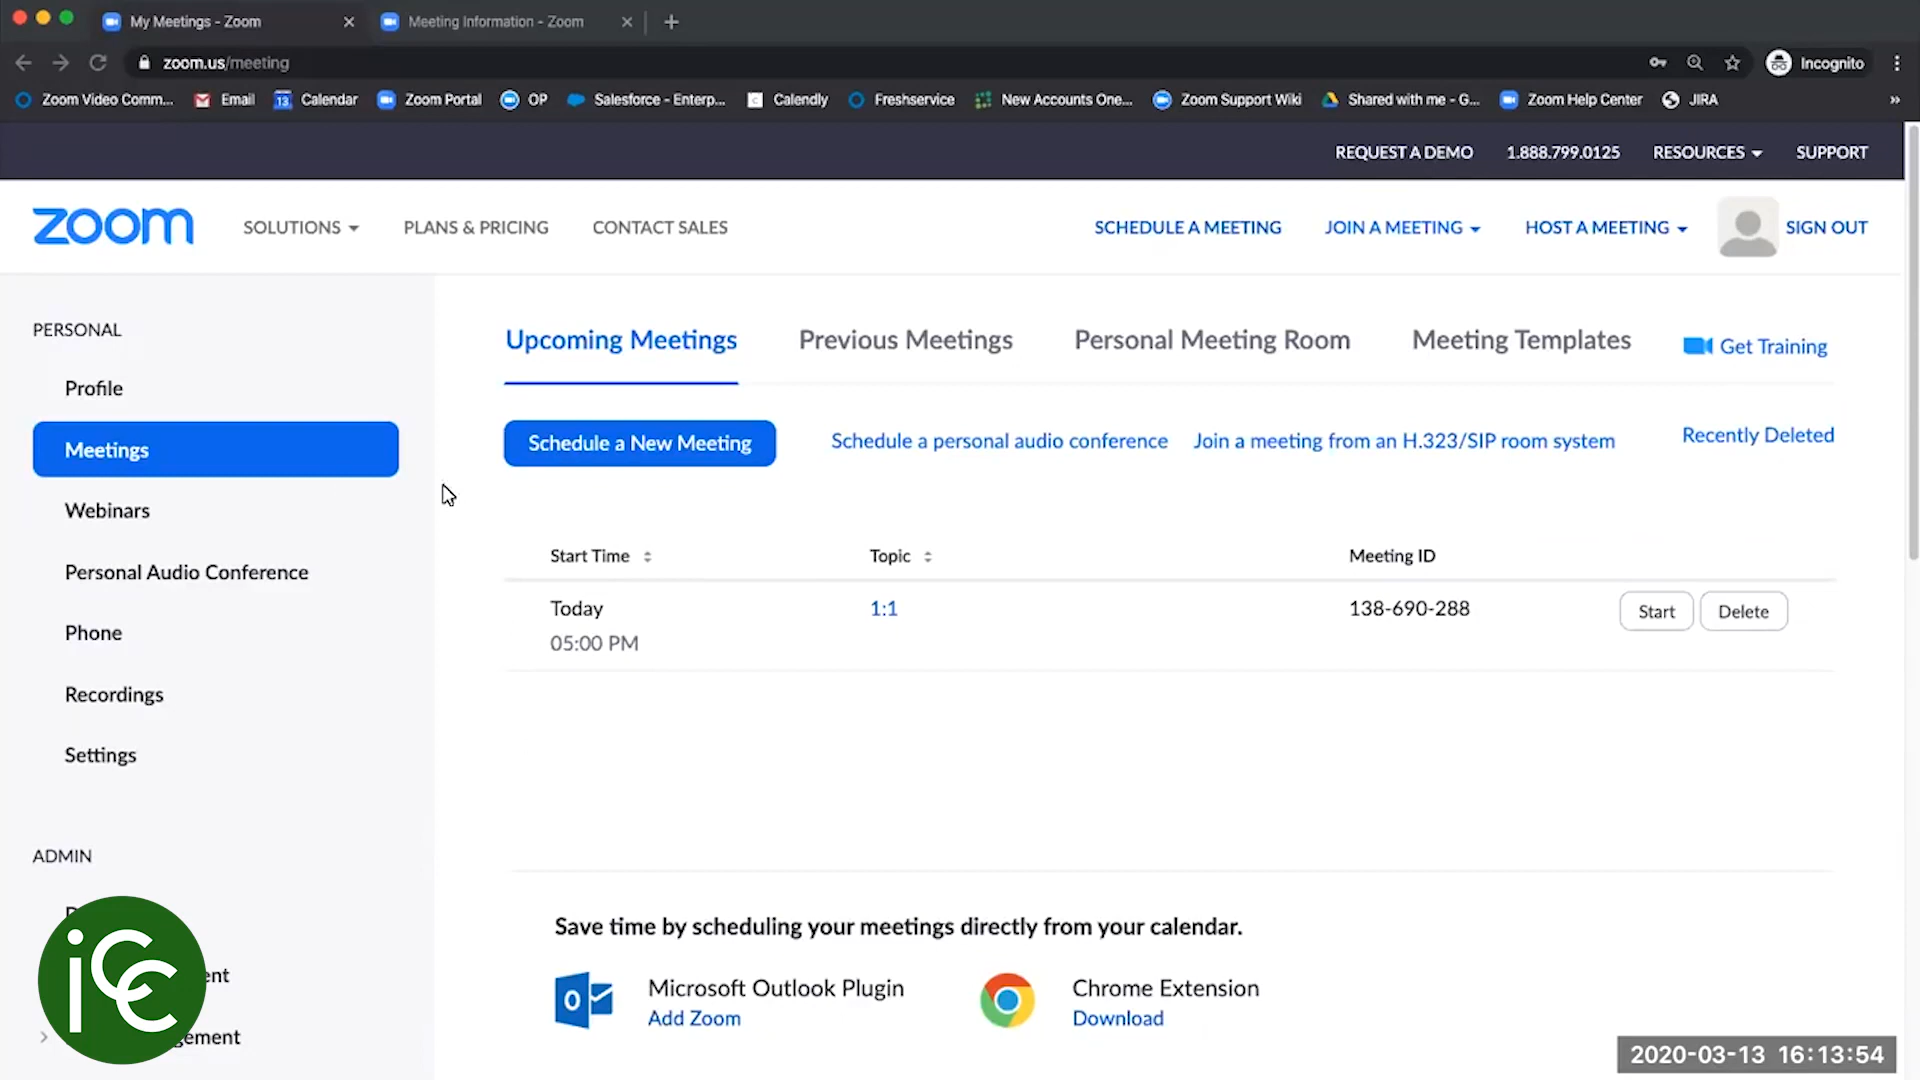 My Meetings - Zoom
Meeting Information - Zoom
zoom.us/meeting
Incognito
Zoom Video Comm...
Email
Calendar
Zoom Portal
OP
Salesforce - Enterp...
Calendly
Freshservice
New Accounts One...
Zoom Support Wiki
Shared with me - G...
Zoom Help Center
JIRA
REQUEST A DEMO
1.888.799.0125
RESOURCES
SUPPORT
zoom
SOLUTIONS
PLANS & PRICING
CONTACT SALES
SCHEDULE A MEETING
JOIN A MEETING
HOST A MEETING
SIGN OUT
PERSONAL
Profile
Meetings
Webinars
Personal Audio Conference
Phone
Recordings
Settings
ADMIN
Upcoming Meetings
Previous Meetings
Personal Meeting Room
Meeting Templates
Get Training
Schedule a New Meeting
Schedule a personal audio conference
Join a meeting from an H.323/SIP room system
Recently Deleted
Start Time
Topic
Meeting ID
Today
1:1
138-690-288
Start
Delete
05:00 PM
Save time by scheduling your meetings directly from your calendar.
Microsoft Outlook Plugin
Add Zoom
Chrome Extension
Download
iCC
2020-03-13 16:13:54